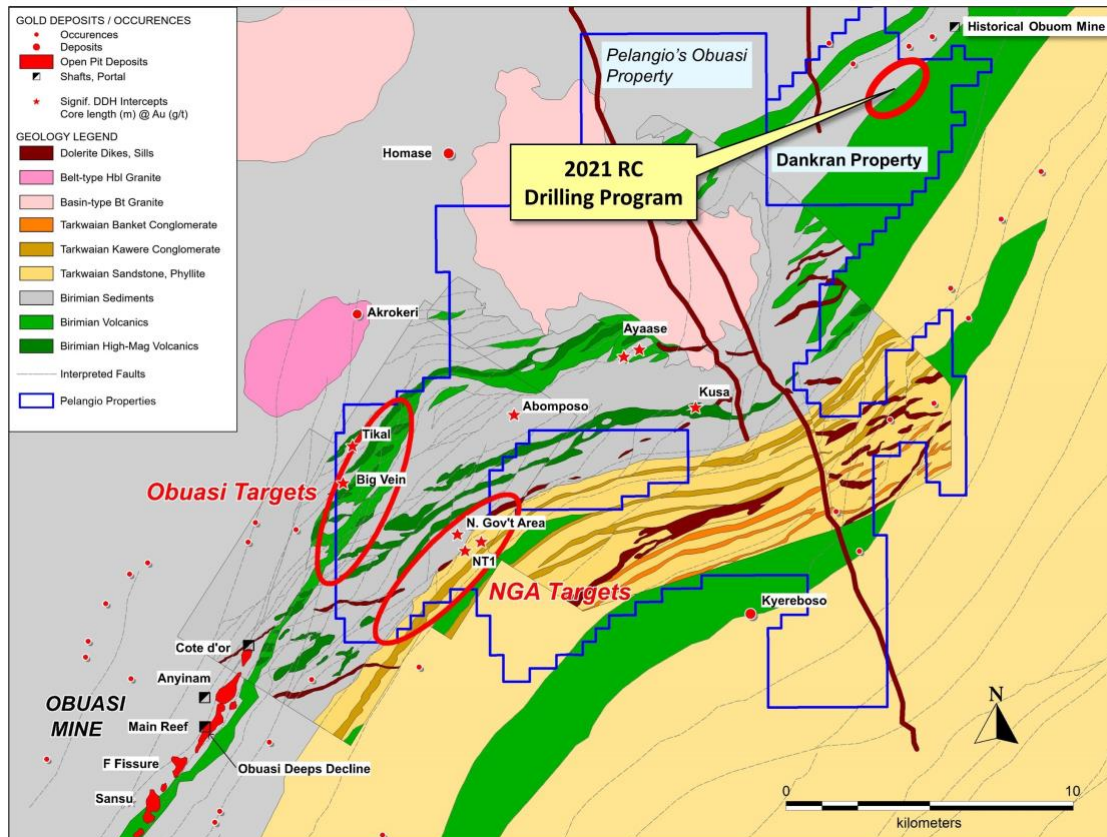 GOLD DEPOSITS / OCCURENCES
Occurences
Deposits
Open Pit Deposits
Shafts, Portal
Signif. DDH Intercepts
Core length (m) @ Au (g/t)
GEOLOGY LEGEND
Dolerite Dikes, Sills
Belt-type Hbl Granite
Basin-type Bt Granite
Tarkwaian Banket Conglomerate
Tarkwaian Kawere Conglomerate
Tarkwaian Sandstone, Phyllite
Birimian Sediments
Birimian Volcanics
Birimian High-Mag Volcanics
Interpreted Faults
Pelangio Properties
Historical Obuom Mine
Pelangio's Obuasi
Property
Homase
2021 RC
Drilling Program
Dankran Property
Akrokeri
Ayaase
Kusa
Abomposo
Tikal
Obuasi Targets
Big Vein
N. Gov't Area
NT1
NGA Targets
Kyereboso
Cote d'or
Anyinam
OBUASI
MINE
Main Reef
F Fissure
Obuasi Deeps Decline
Sansu
N
0
10
kilometers